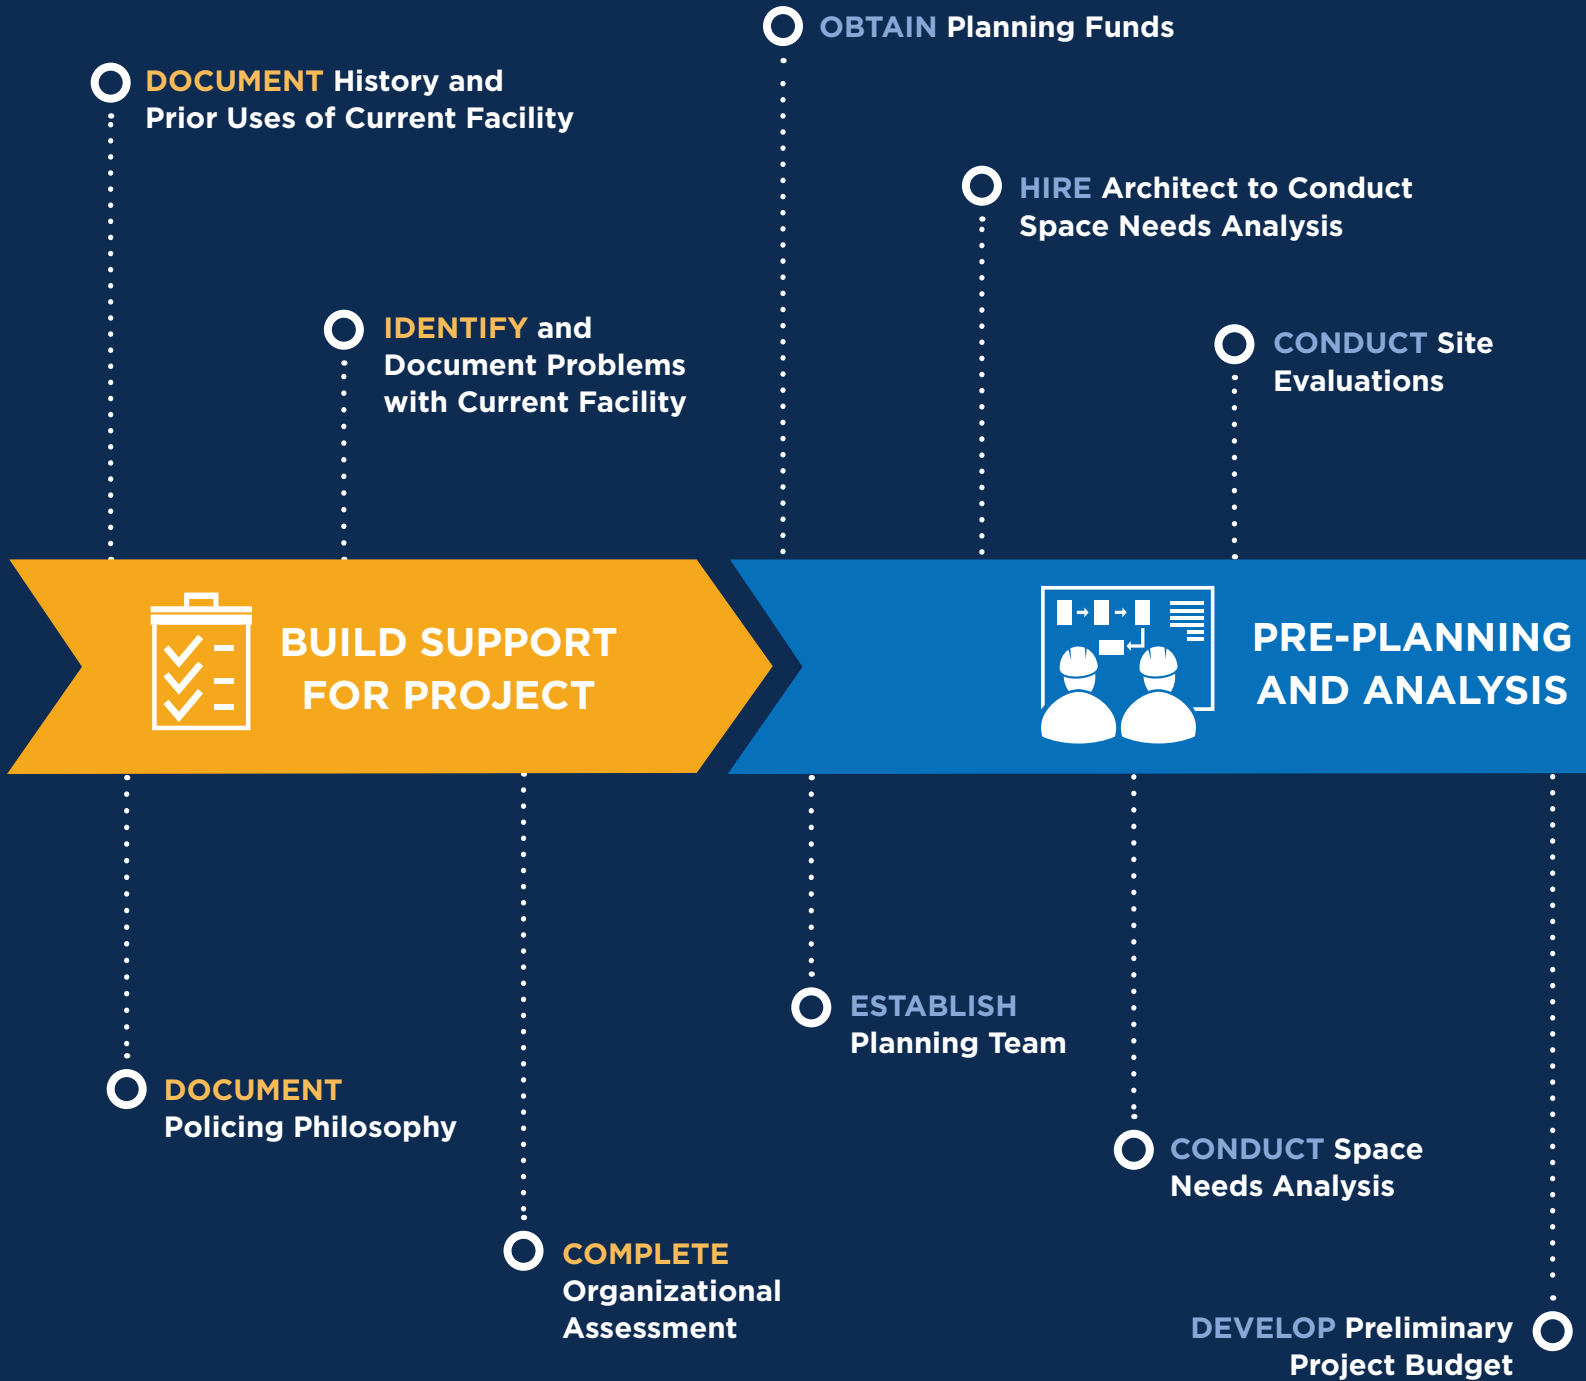 OBTAIN Planning Funds
DOCUMENT History and
Prior Uses of Current Facility
HIRE Architect to Conduct
Space Needs Analysis
IDENTIFY and
Document Problems
with Current Facility
CONDUCT Site
Evaluations
BUILD SUPPORT
FOR PROJECT
PRE-PLANNING
AND ANALYSIS
ESTABLISH
Planning Team
DOCUMENT
Policing Philosophy
CONDUCT Space
Needs Analysis
COMPLETE
Organizational
Assessment
DEVELOP Preliminary
Project Budget